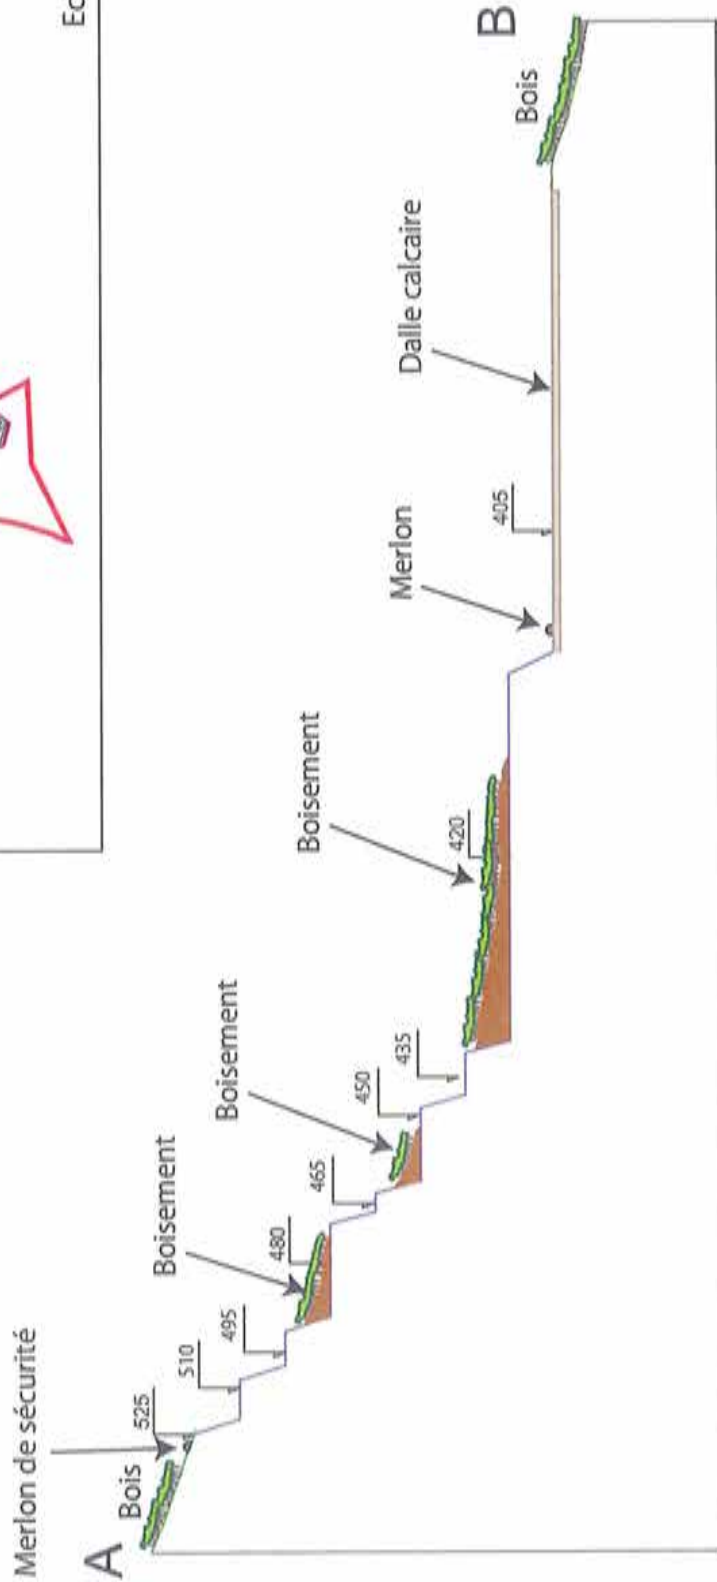 Ec
Merlon de sécurité
A
Bois
525
510
495
Boisement
480
465
Boisement
450
435
Boisement
420
Merlon
405
Dalle calcaire
Bois
B